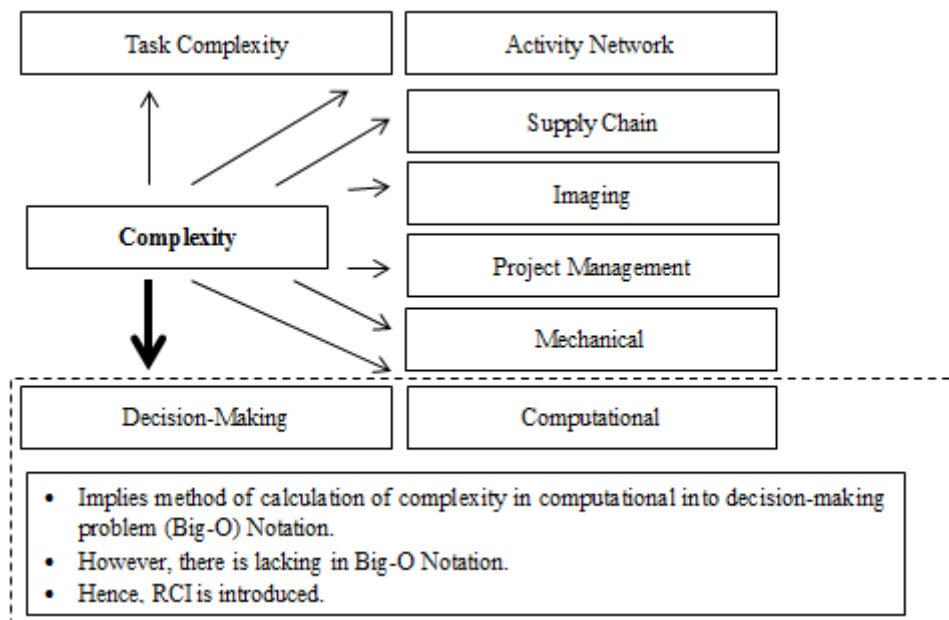 Task Complexity
Activity Network
Supply Chain
Imaging
Complexity
Project Management
Mechanical
Decision-Making
Computational
• Implies method of calculation of complexity in computational into decision-making
problem (Big-O) Notation.
• However, there is lacking in Big-O Notation.
• Hence, RCI is introduced.